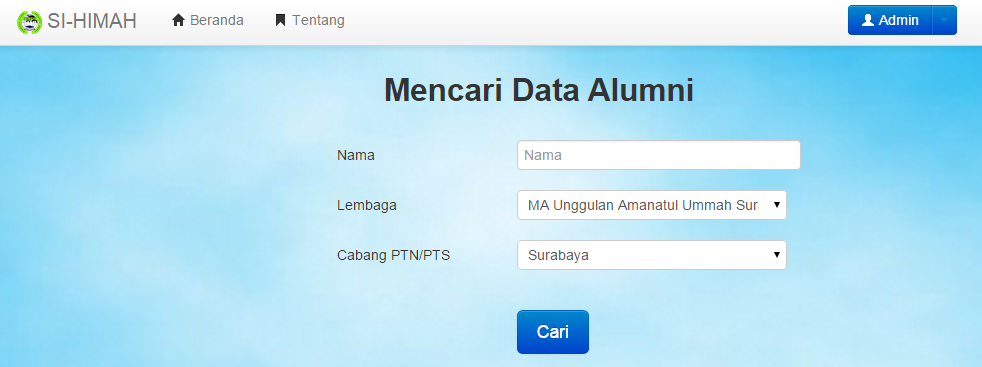 SI-HIMAH Beranda Tentang Admin
Mencari Data Alumni
Nama Nama
Lembaga MA Unggulan Amanatul Ummah Sur
Cabang PTN/PTS Surabaya
Cari